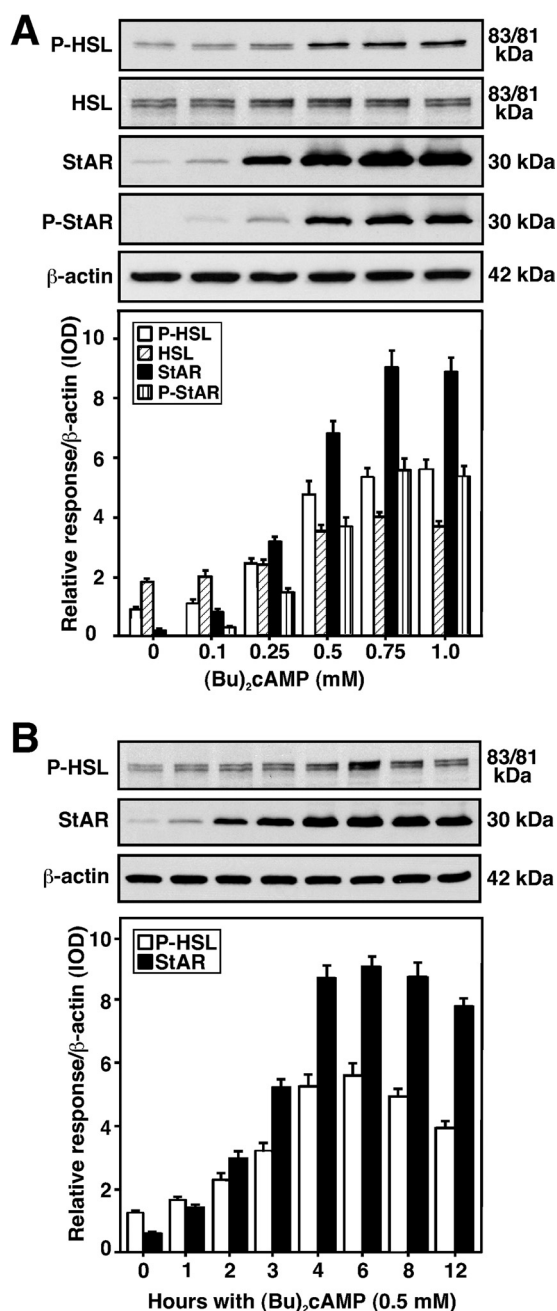 A
P-HSL
83/81
kDa
HSL
83/81
kDa
StAR
30 kDa
P-StAR
30 kDa
β-actin
42 kDa
Relative response/β-actin (IOD)
10
8
6
4
2
0
P-HSL
HSL
StAR
P-StAR
0 0.1 0.25 0.5 0.75 1.0
(Bu)₂cAMP (mM)
B
P-HSL
83/81
kDa
StAR
30 kDa
β-actin
42 kDa
Relative response/β-actin (IOD)
10
8
6
4
2
0
P-HSL
StAR
0 1 2 3 4 6 8 12
Hours with (Bu)₂cAMP (0.5 mM)